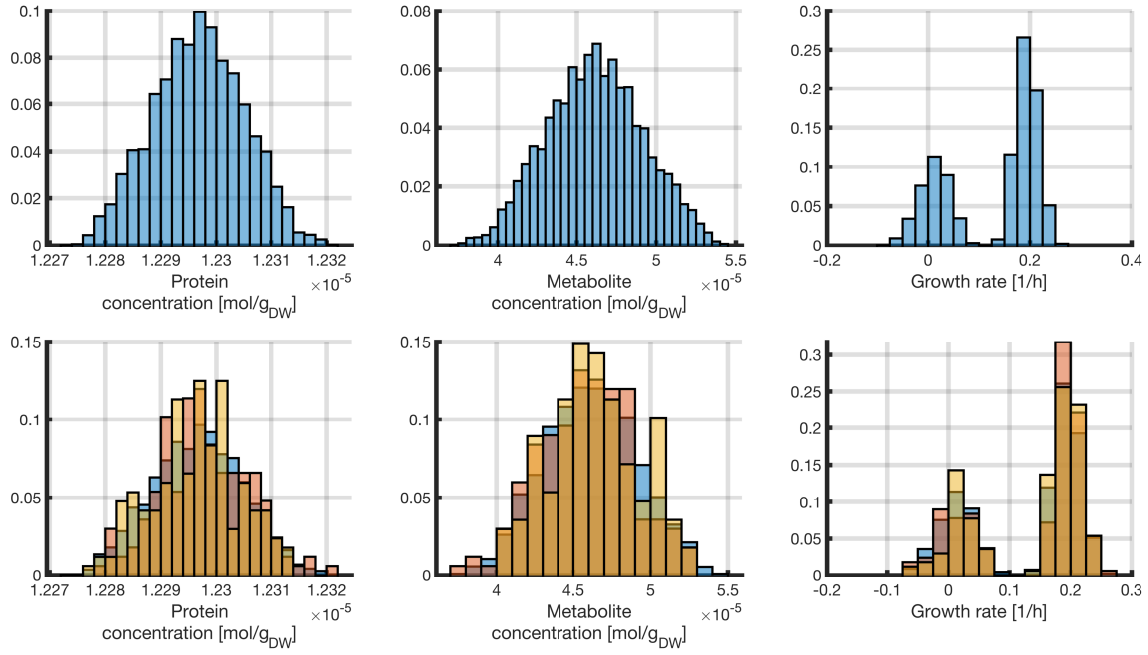 0.1
0.08
0.06
0.04
0.02
0
1.227 1.228 1.229 1.23 1.231 1.232
Protein
×10-5
concentration [mol/gDW]
0.08
0.06
0.04
0.02
0
4 4.5 5 5.5
Metabolite
×10-5
concentration [mol/gDW]
0.3
0.25
0.2
0.15
0.1
0.05
0
-0.2 0 0.2 0.4
Growth rate [1/h]
0.15
0.1
0.05
0
1.227 1.228 1.229 1.23 1.231 1.232
Protein
×10-5
concentration [mol/gDW]
0.15
0.1
0.05
0
4 4.5 5 5.5
Metabolite
×10-5
concentration [mol/gDW]
0.3
0.25
0.2
0.15
0.1
0.05
0
-0.2 -0.1 0 0.1 0.2 0.3
Growth rate [1/h]